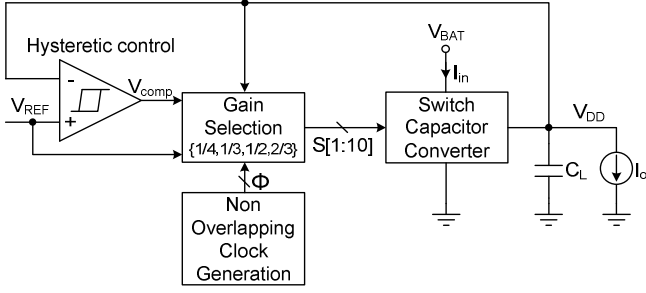 Hysteretic control
V_BAT
I_in
V_comp
V_REF
-
+
Gain
Selection
{1/4,1/3,1/2,2/3}
S[1:10]
Switch
Capacitor
Converter
V_DD
C_L
I_o
Φ
Non
Overlapping
Clock
Generation